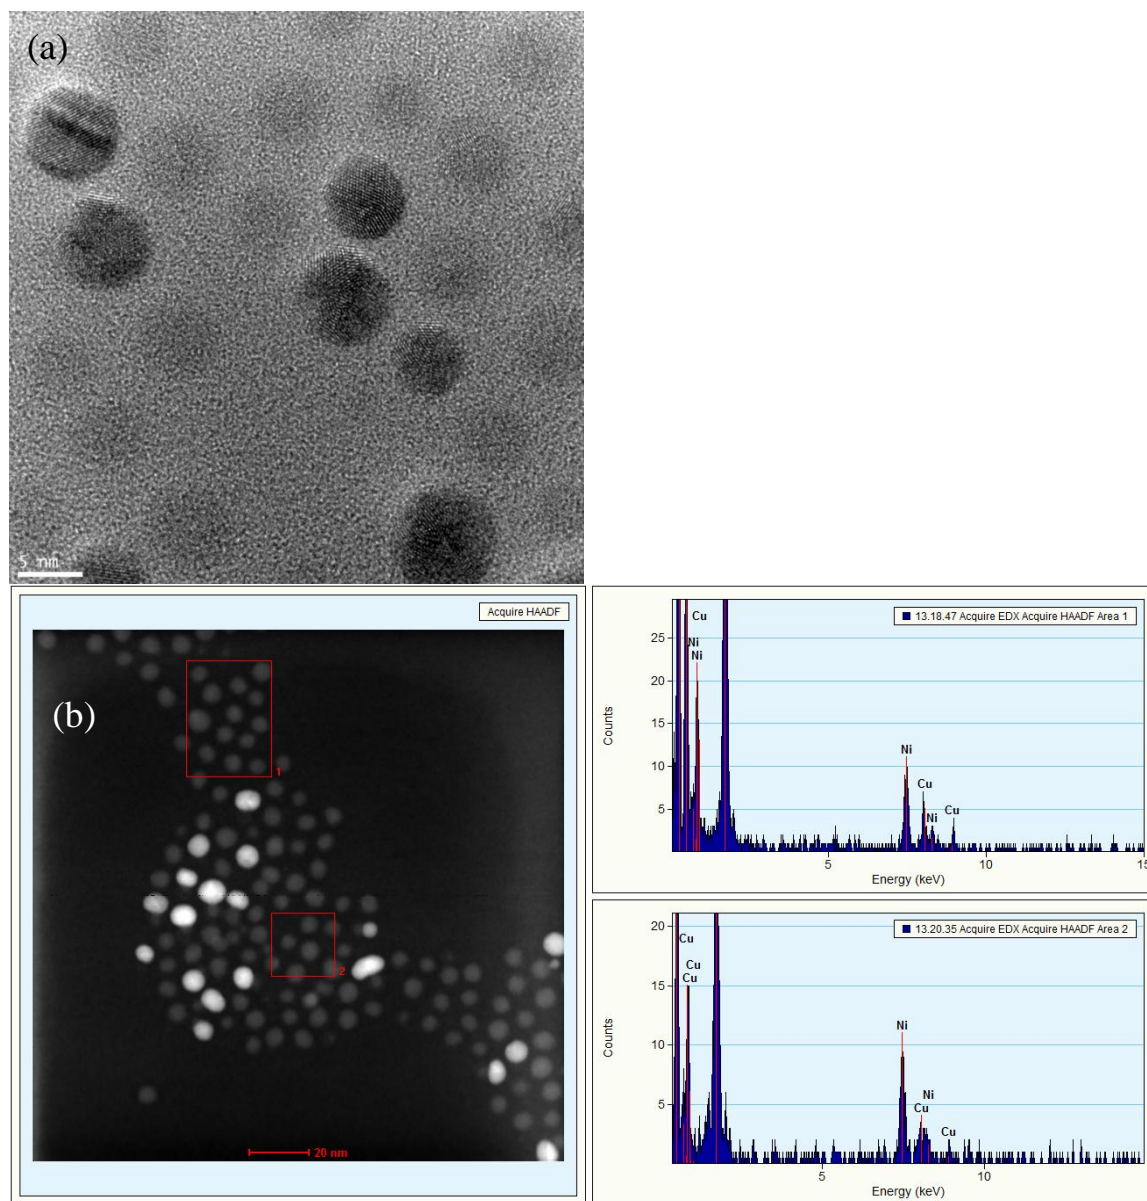 (a)
5 nm
Acquire HAADF
(b)
1
2
20 nm
13.18.47 Acquire EDX Acquire HAADF Area 1
Cu
Ni
Ni
Ni
Cu
Ni
Cu
25
20
15
10
5
Counts
5
10
15
Energy (keV)
13.20.35 Acquire EDX Acquire HAADF Area 2
Cu
Cu
Cu
Ni
Ni
Cu
Cu
20
15
10
5
Counts
5
10
Energy (keV)